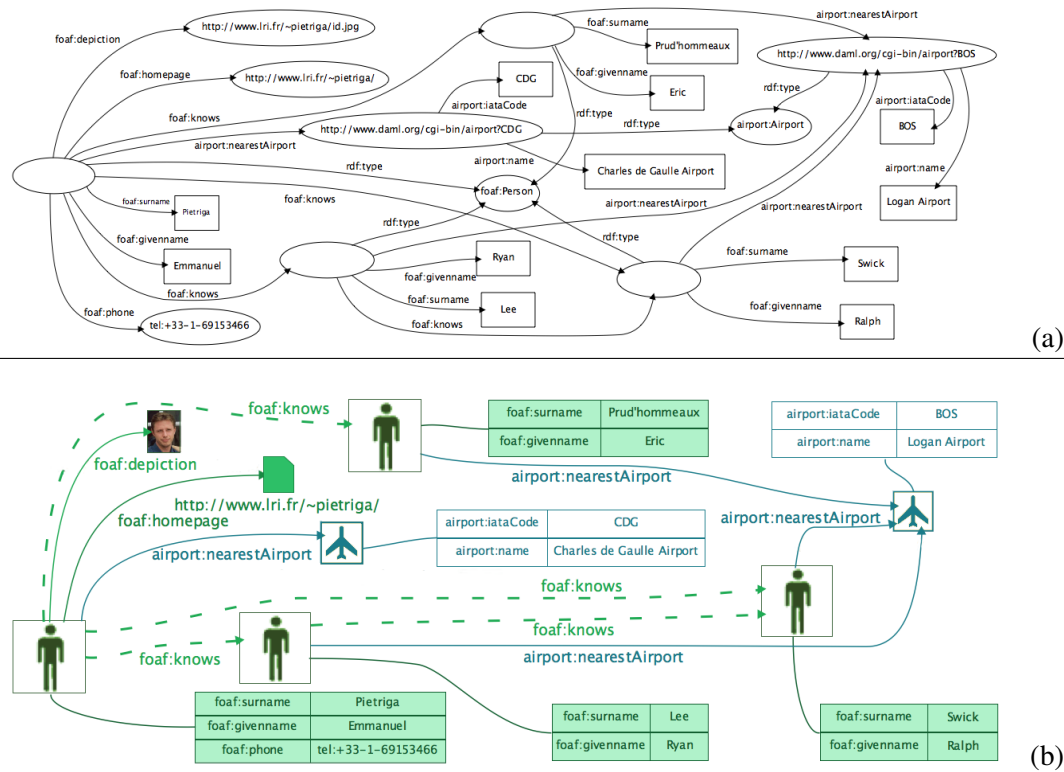 foaf:surname
airport:nearestAirport
http://www.lri.fr/~pietriga/id.jpg
foaf:depiction
Prud'hommeaux
http://www.daml.org/cgi-bin/airport?BOS
foaf:homepage
http://www.lri.fr/~pietriga/
CDG
foaf:givenname
Eric
rdf:type
airport:iataCode
foaf:knows
airport:iataCode
rdf:type
BOS
http://www.daml.org/cgi-bin/airport?CDG
rdf:type
airport:Airport
airport:nearestAirport
airport:name
Charles de Gaulle Airport
airport:name
rdf:type
foaf:Person
foaf:knows
airport:nearestAirport
airport:nearestAirport
Logan Airport
foaf:surname
Pietriga
rdf:type
rdf:type
foaf:givenname
Emmuel
Ryan
foaf:surname
Swick
foaf:givenname
foaf:knows
foaf:surname
Lee
foaf:givenname
Ralph
foaf:phone
tel:+33-1-69153466
foaf:knows
(a)
foaf:knows
foaf:surname Prud'hommeaux
foaf:givenname Eric
airport:iataCode BOS
airport:name Logan Airport
foaf:depiction
airport:nearestAirport
http://www.lri.fr/~pietriga/
foaf:homepage
airport:iataCode CDG
airport:name Charles de Gaulle Airport
airport:nearestAirport
airport:nearestAirport
foaf:knows
foaf:knows
foaf:knows
airport:nearestAirport
foaf:surname Pietriga
foaf:givenname Emmanuel
foaf:phone tel:+33-1-69153466
foaf:surname Lee
foaf:givenname Ryan
foaf:surname Swick
foaf:givenname Ralph
(b)